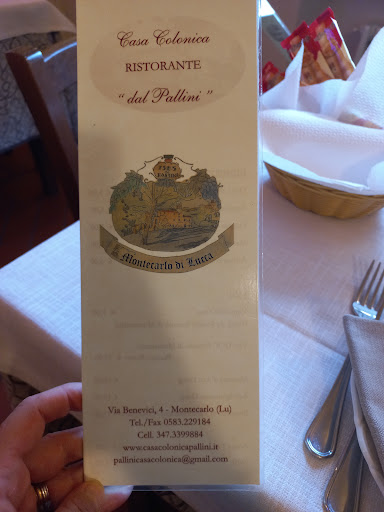 Casa Colonica
RISTORANTE
“ dal Pallini ”
Montecarlo di Lucca
Via Benevici, 4 - Montecarlo (Lu)
Tel./Fax 0583.229184
Cell. 347.3399884
www.casacolonicapallini.it
pallinicasacolonica@gmail.com